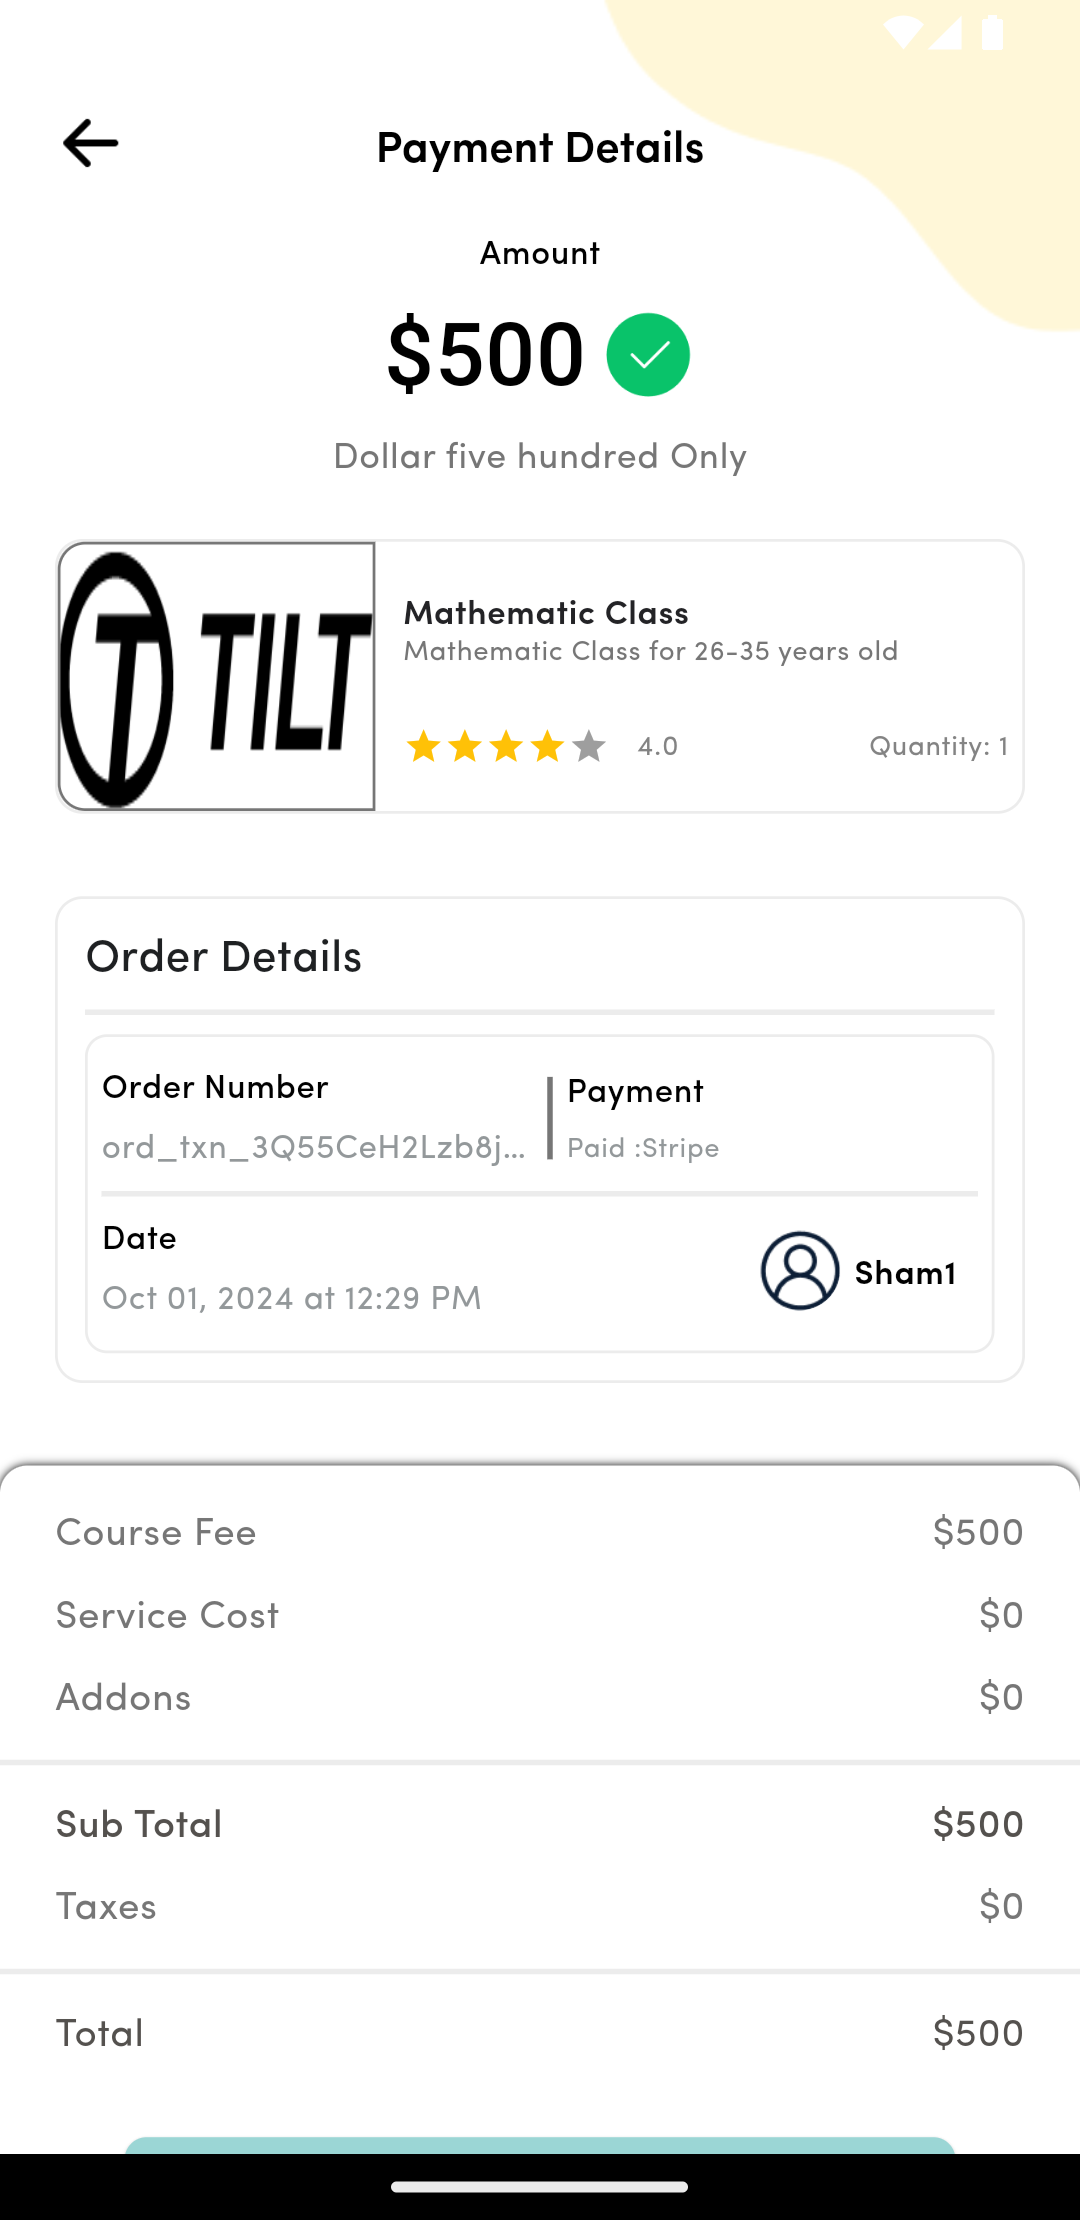 Payment Details
Amount
$500
Dollar five hundred Only
T TILT
Mathematic Class
Mathematic Class for 26-35 years old
4.0
Quantity: 1
Order Details
Order Number
ord_txn_3Q55CeH2Lzb8j...
Payment
Paid :Stripe
Date
Oct 01, 2024 at 12:29 PM
Sham1
Course Fee $500
Service Cost $0
Addons $0
Sub Total $500
Taxes $0
Total $500